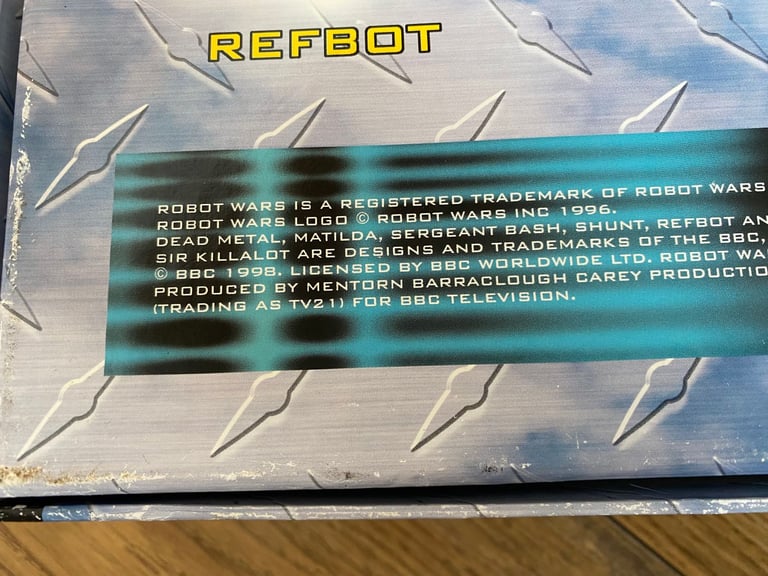 REFBOT
ROBOT WARS IS A REGISTERED TRADEMARK OF ROBOT WARS
ROBOT WARS LOGO © ROBOT WARS INC 1996.
DEAD METAL, MATILDA, SERGEANT BASH, SHUNT, REFBOT AN
SIR KILLALOT ARE DESIGNS AND TRADEMARKS OF THE BBC,
© BBC 1998. LICENSED BY BBC WORLDWIDE LTD. ROBOT WA
PRODUCED BY MENTORN BARRACLOUGH CAREY PRODUCTIO
(TRADING AS TV21) FOR BBC TELEVISION.